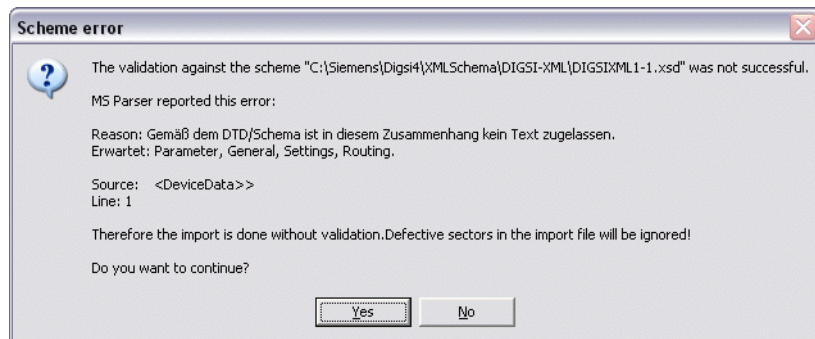 Scheme error
The validation against the scheme "C:\Siemens\Digsi4\XMLSchema\DIGSI-XML\DIGSIXML1-1.xsd" was not successful.
MS Parser reported this error:
Reason: Gemäß dem DTD/Schema ist in diesem Zusammenhang kein Text zugelassen.
Erwartet: Parameter, General, Settings, Routing.
Source: <DeviceData>>
Line: 1
Therefore the import is done without validation.Defective sectors in the import file will be ignored!
Do you want to continue?
Yes No